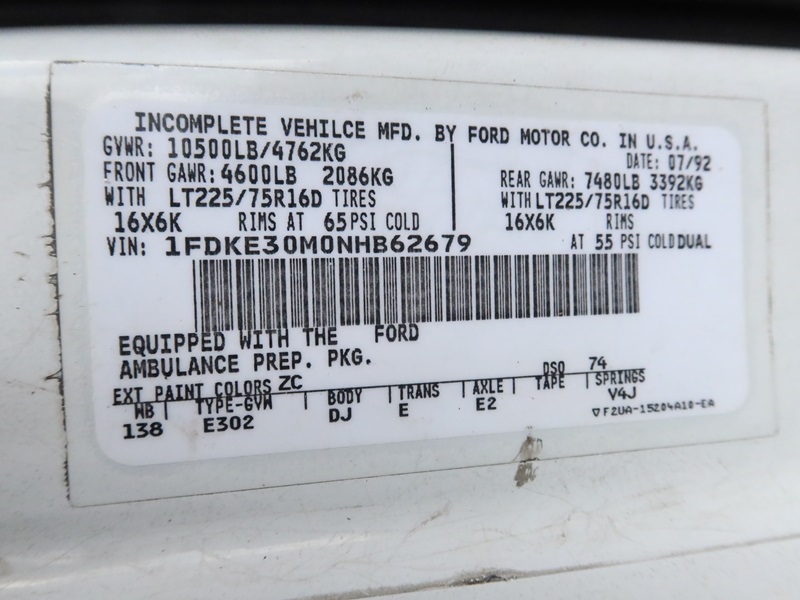 INCOMPLETE VEHILCE MFD. BY FORD MOTOR CO. IN U.S.A.
GVWR: 10500LB/4762KG DATE: 07/92
FRONT GAWR: 4600LB 2086KG REAR GAWR: 7480LB 3392KG
WITH LT225/75R16D TIRES WITH LT225/75R16D TIRES
16X6K RIMS AT 65 PSI COLD 16X6K RIMS
VIN: 1FDKE30M0NHB62679 AT 55 PSI COLD DUAL
EQUIPPED WITH THE FORD
AMBULANCE PREP. PKG.
EXT PAINT COLORS ZC DSO 74
WB TYPE-GVW BODY TRANS AXLE TAPE SPRINGS
138 E302 DJ E E2 V4J
F2UA-15204A10-EA